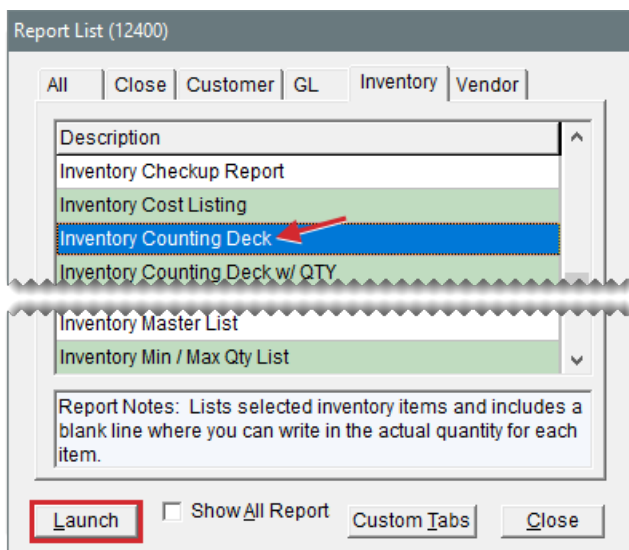 Report List (12400)
All Close Customer GL Inventory Vendor
Description
Inventory Checkup Report
Inventory Cost Listing
Inventory Counting Deck
Inventory Counting Deck w/ QTY
Inventory Master List
Inventory Min / Max Qty List
Report Notes: Lists selected inventory items and includes a
blank line where you can write in the actual quantity for each
item.
Launch Show All Report Custom Tabs Close